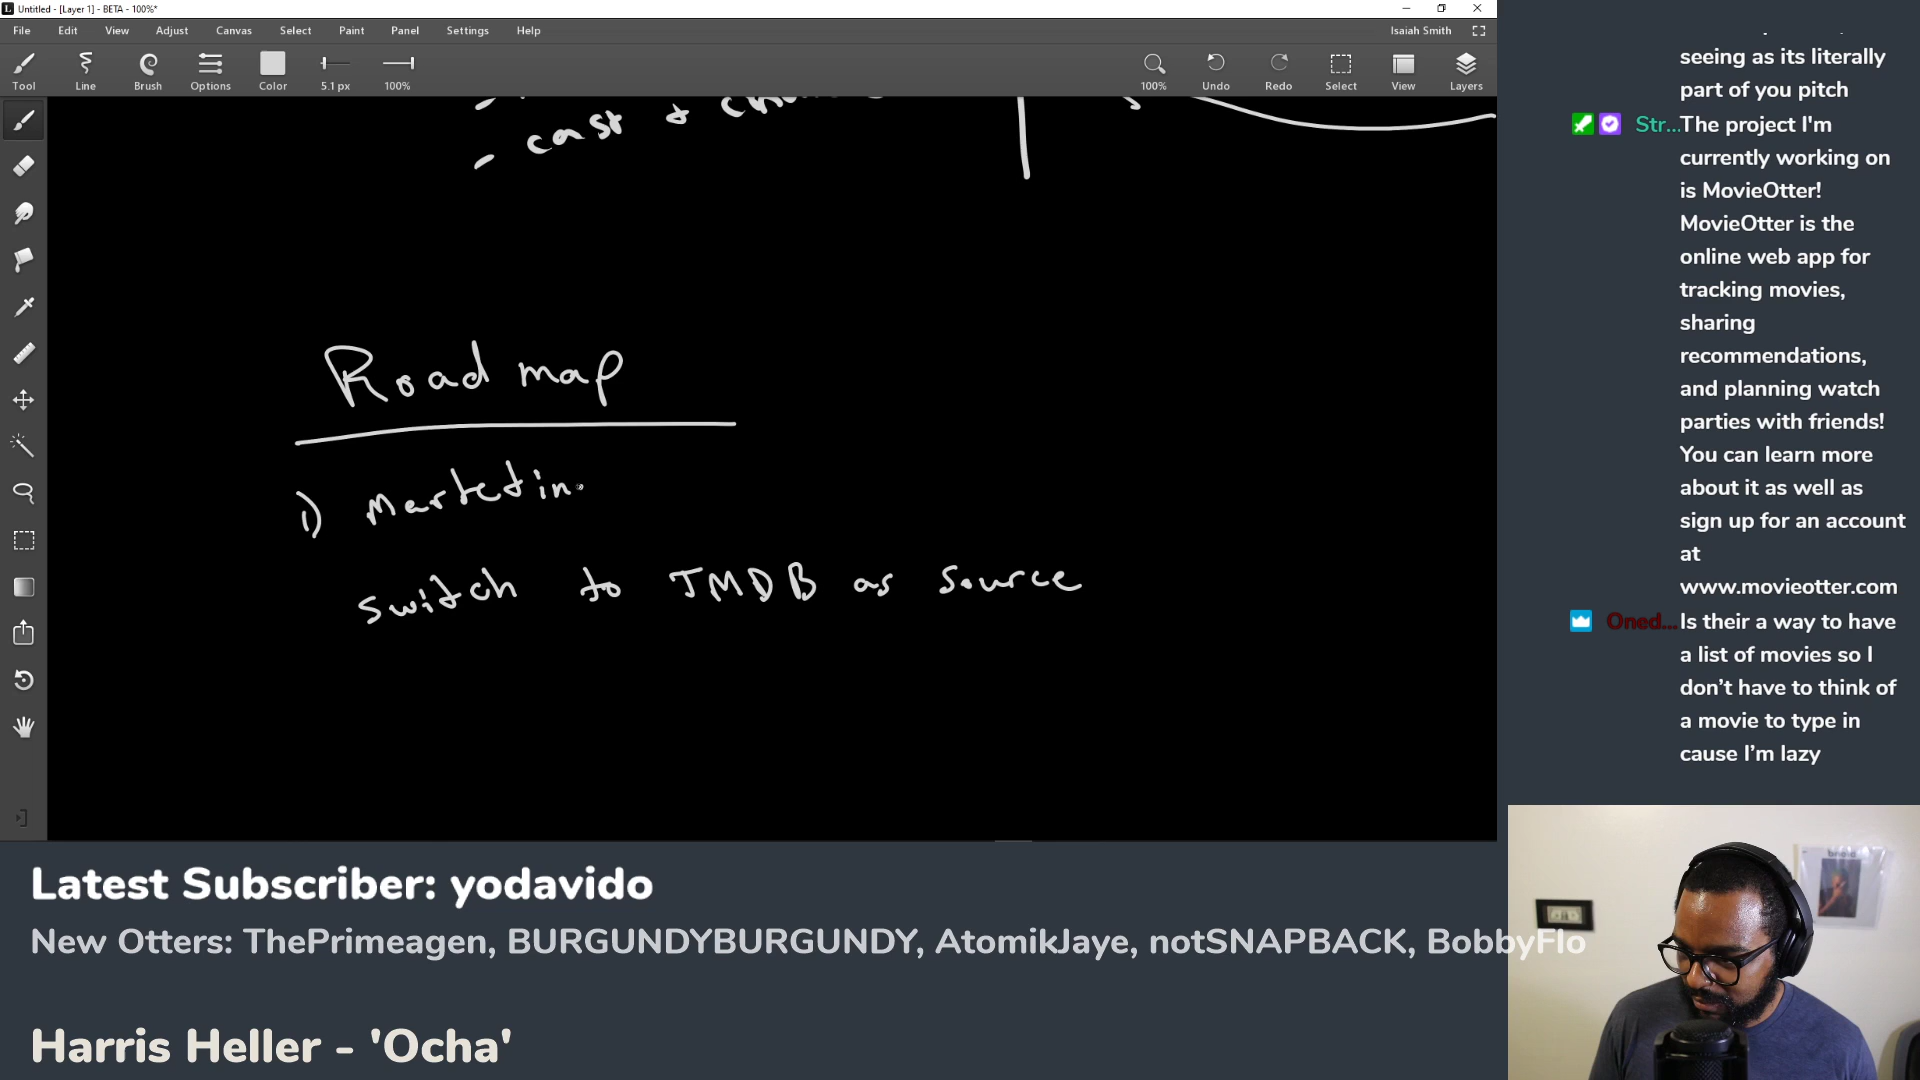 Untitled - [Layer 1] - BETA - 100%*
File Edit View Adjust Canvas Select Paint Panel Settings Help
Isaiah Smith
Tool Line Brush Options Color 5.1 px 100%
100% Undo Redo Select View Layers
- cast &
Road map
1) Marketin
switch to TMDB as source
seeing as its literally
part of you pitch
Str... The project I'm
currently working on
is MovieOtter!
MovieOtter is the
online web app for
tracking movies,
sharing
recommendations,
and planning watch
parties with friends!
You can learn more
about it as well as
sign up for an account
at
www.movieotter.com
Oned... Is their a way to have
a list of movies so I
don’t have to think of
a movie to type in
cause I’m lazy
Latest Subscriber: yodavido
New Otters: ThePrimeagen, BURGUNDYBURGUNDY, AtomikJaye, notSNAPBACK, BobbyFlo
Harris Heller - 'Ocha'